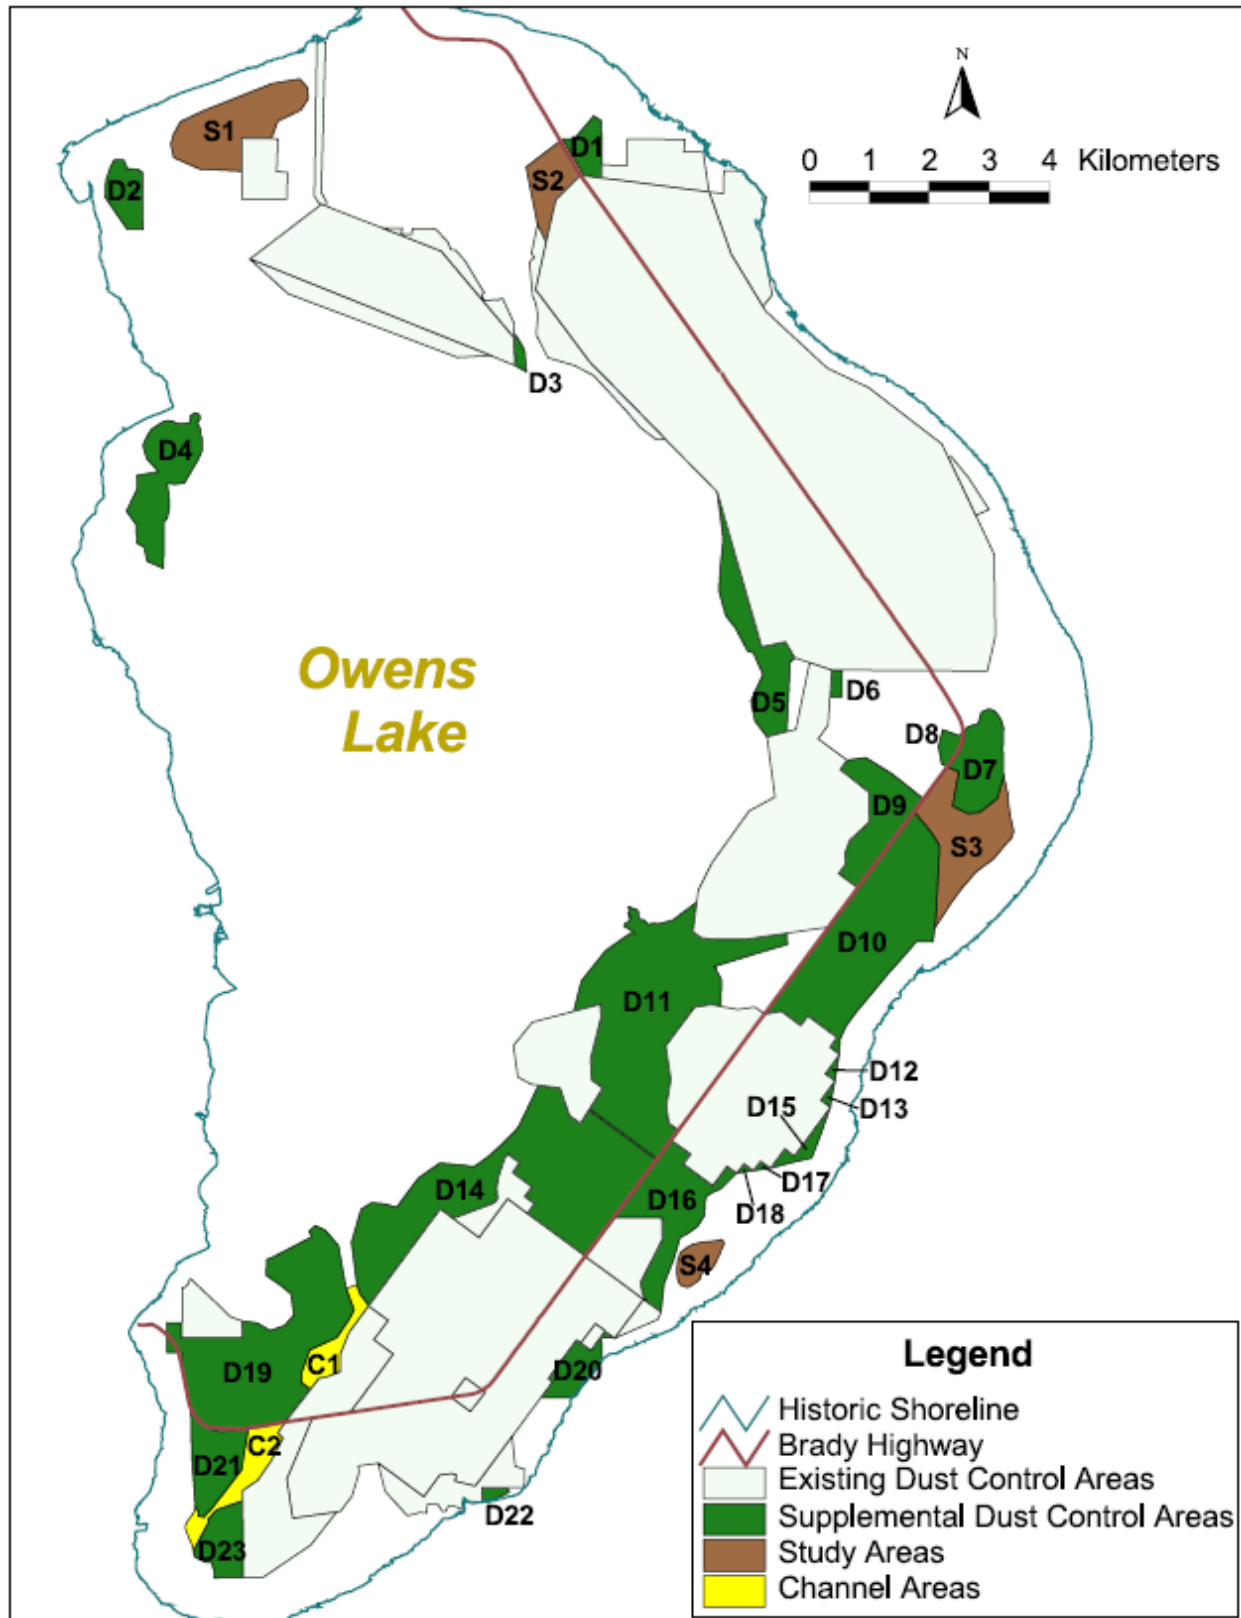 N
0 1 2 3 4 Kilometers
S1
D1
S2
D2
D3
D4
Owens
Lake
D5
D6
D8
D7
D9
S3
D10
D11
D12
D13
D15
D14
D16
D17
D18
S4
C1
D19
D20
C2
D21
D22
D23
Legend
Historic Shoreline
Brady Highway
Existing Dust Control Areas
Supplemental Dust Control Areas
Study Areas
Channel Areas